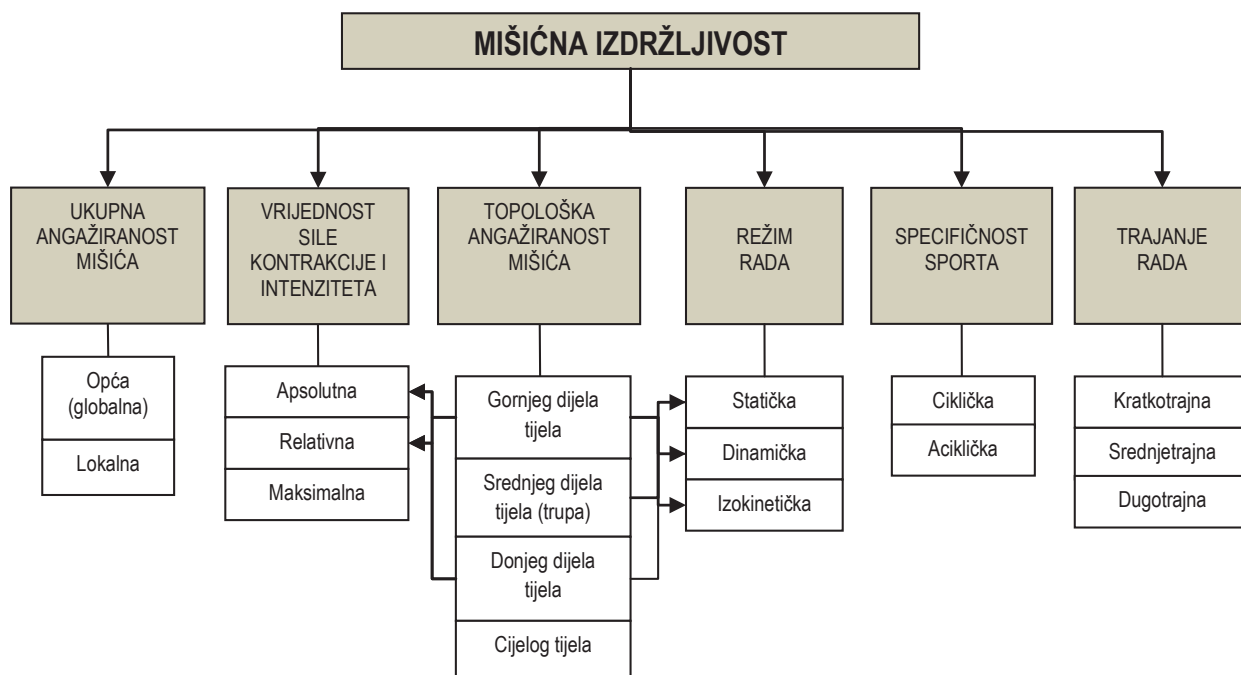 MIŠIĆNA IZDRŽLJIVOST
UKUPNA
ANGAŽIRANOST
MIŠIĆA
VRIJEDNOST
SILE
KONTRAKCIJE I
INTENZITETA
TOPOLOŠKA
ANGAŽIRANOST
MIŠIĆA
REŽIM
RADA
SPECIFIČNOST
SPORTA
TRAJANJE
RADA
Opća
(globalna)
Lokalna
Apsolutna
Relativna
Maksimalna
Gornjeg dijela
tijela
Srednjeg dijela
tijela (trupa)
Donjeg dijela
tijela
Cijelog tijela
Statička
Dinamička
Izokinetička
Ciklička
Aciklička
Kratkotrajna
Srednjetrajna
Dugotrajna